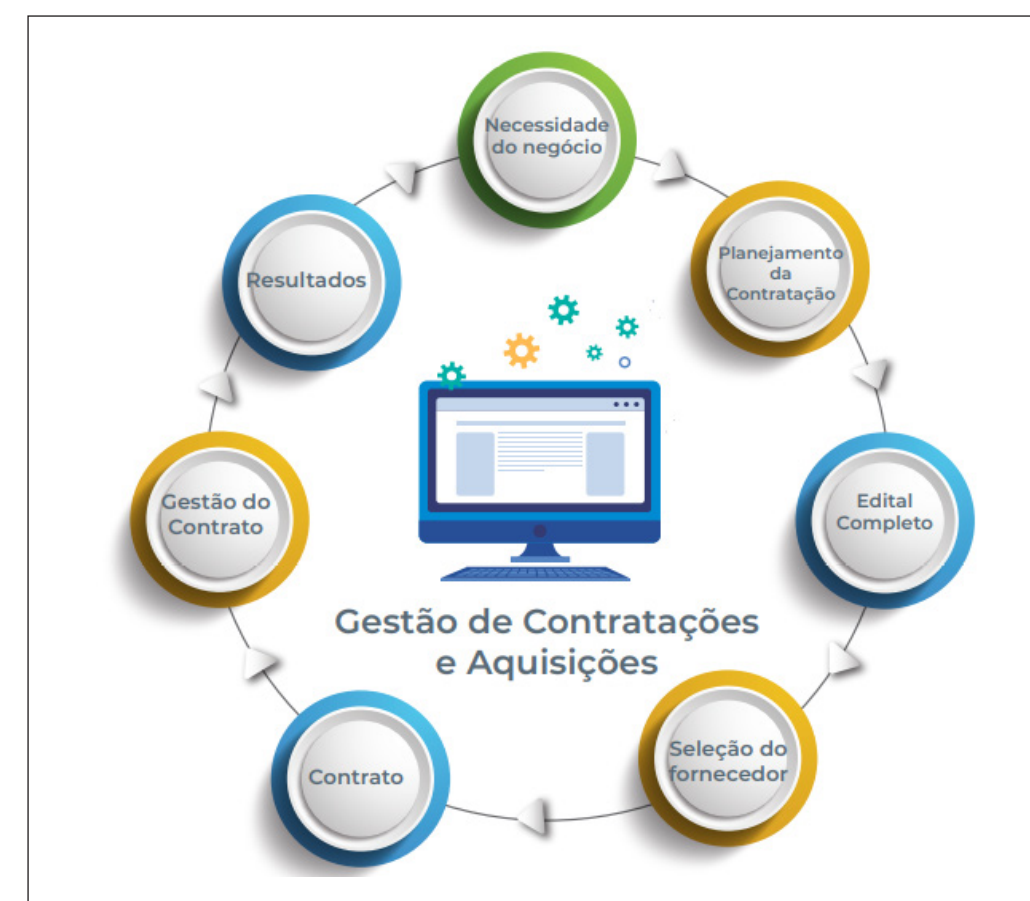 Necessidade
do negócio
Planejamento
da
Contratação
Edital
Completo
Seleção do
fornecedor
Contrato
Gestão do
Contrato
Resultados
Gestão de Contratações
e Aquisições